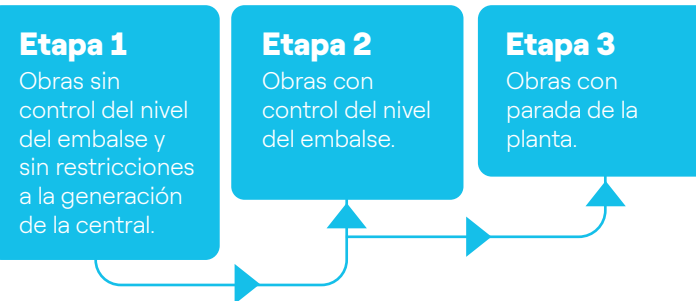 Etapa 1
Obras sin
control del nivel
del embalse y
sin restricciones
a la generación
de la central.
Etapa 2
Obras con
control del nivel
del embalse.
Etapa 3
Obras con
parada de la
planta.